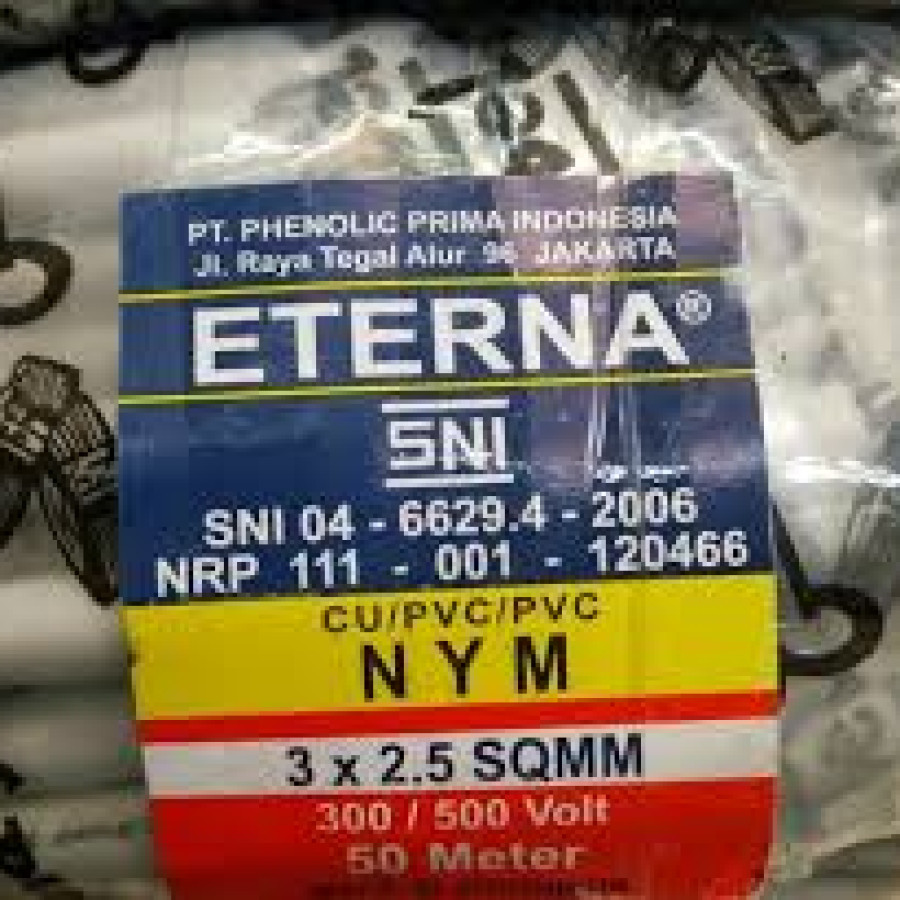 PT. PHENOLIC PRIMA INDONESIA
Jl. Raya Tegal Alur 96 JAKARTA
ETERNA®
SNI
SNI 04 - 6629.4 - 2006
NRP 111 - 001 - 120466
CU/PVC/PVC
NYM
3 x 2.5 SQMM
300 / 500 Volt
50 Meter